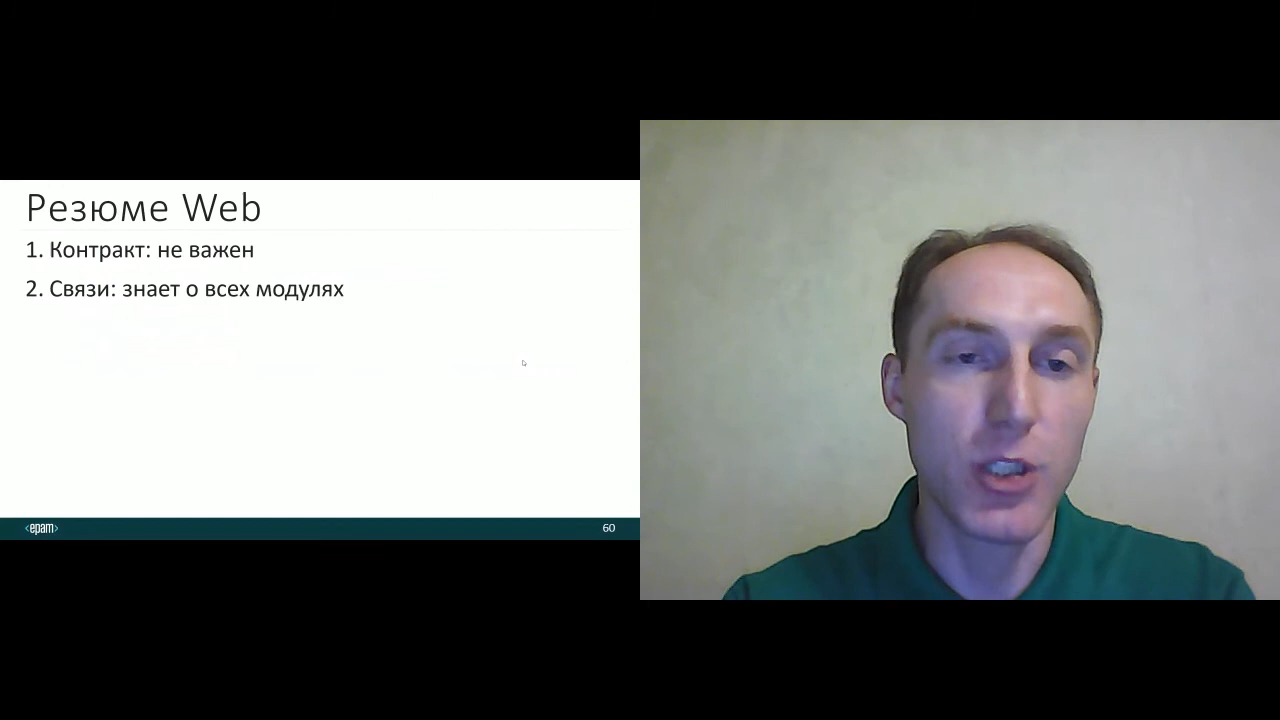 Резюме Web
1. Контракт: не важен
2. Связи: знает о всех модулях
<epam>
60